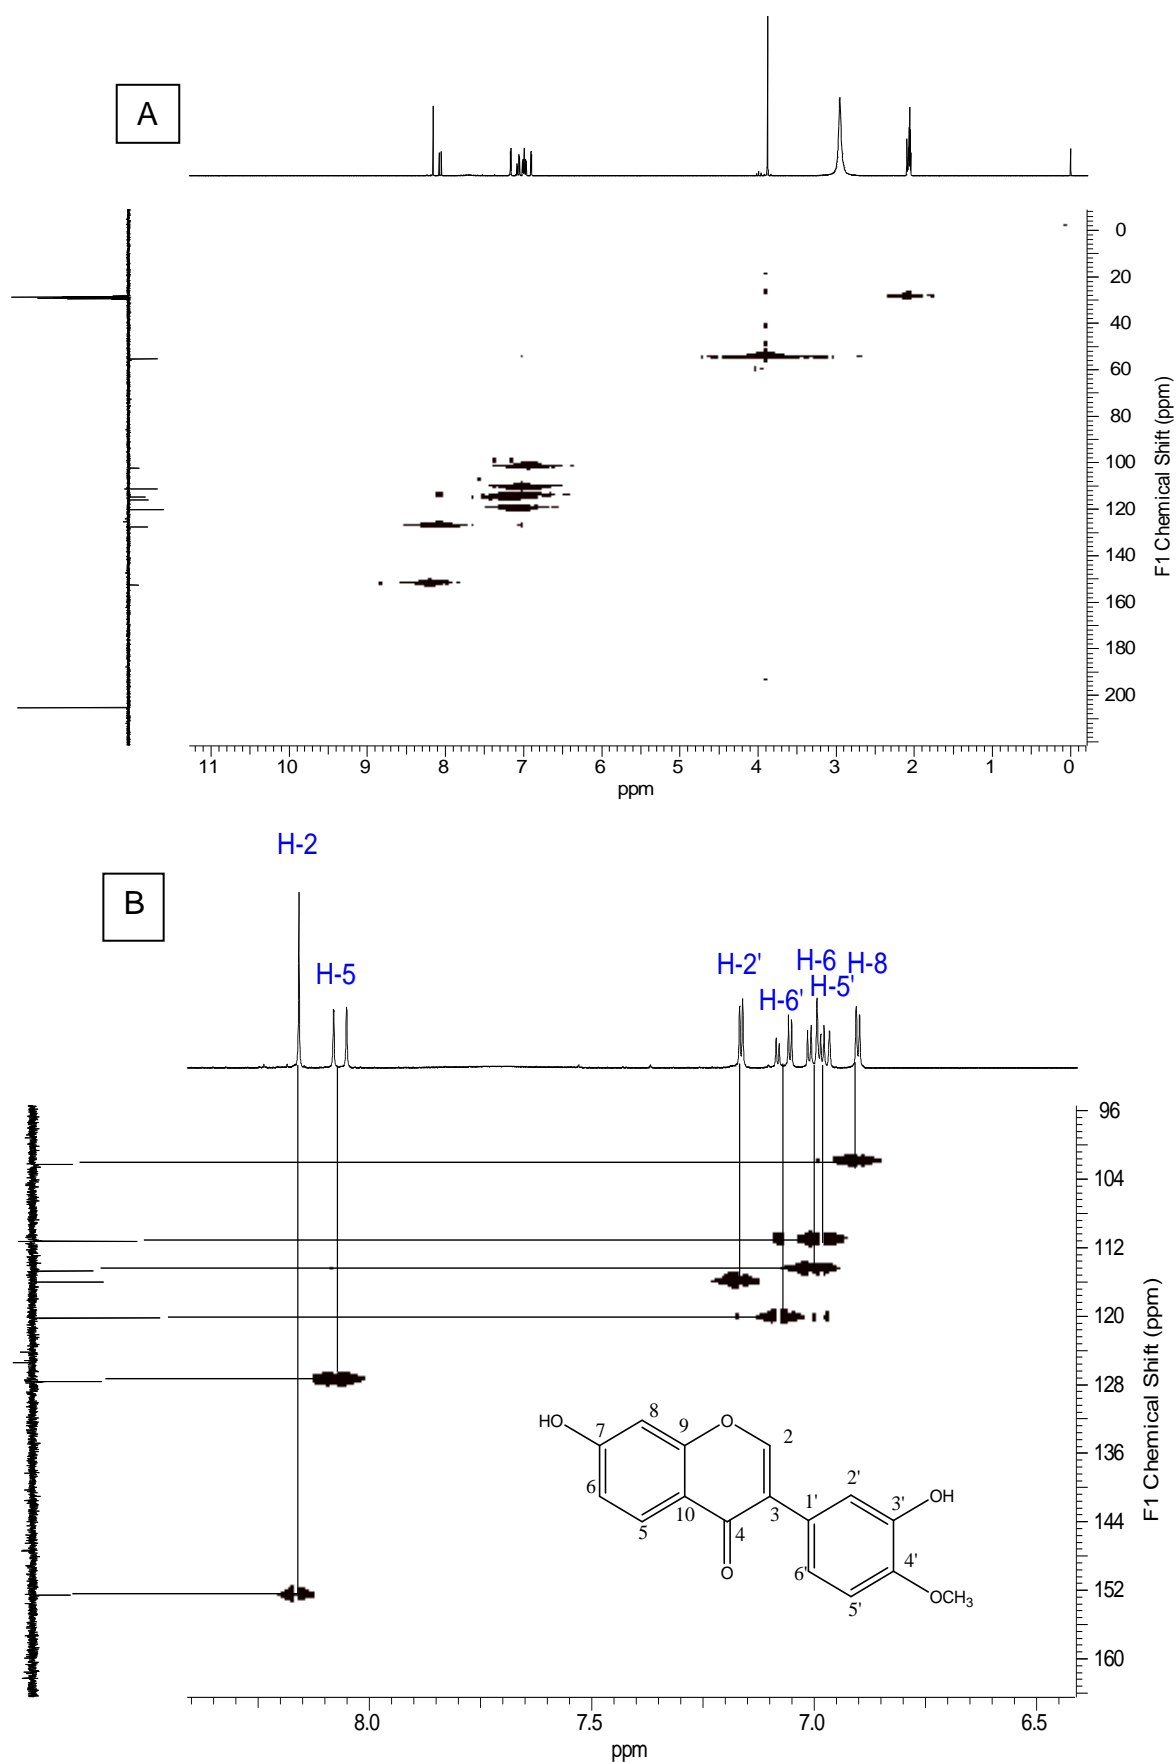 A
0
20
40
60
80
100
120
140
160
180
200
F1 Chemical Shift (ppm)
11 10 9 8 7 6 5 4 3 2 1 0
ppm
H-2
B
H-5 H-2' H-6 H-8
H-6' H-5'
96
104
112
120
128
136
144
152
160
F1 Chemical Shift (ppm)
HO 7 8 9 O 2
6 5 10 4 3 1' 2' 3' OH
O 6' 5' 4' OCH3
8.0 7.5 7.0 6.5
ppm